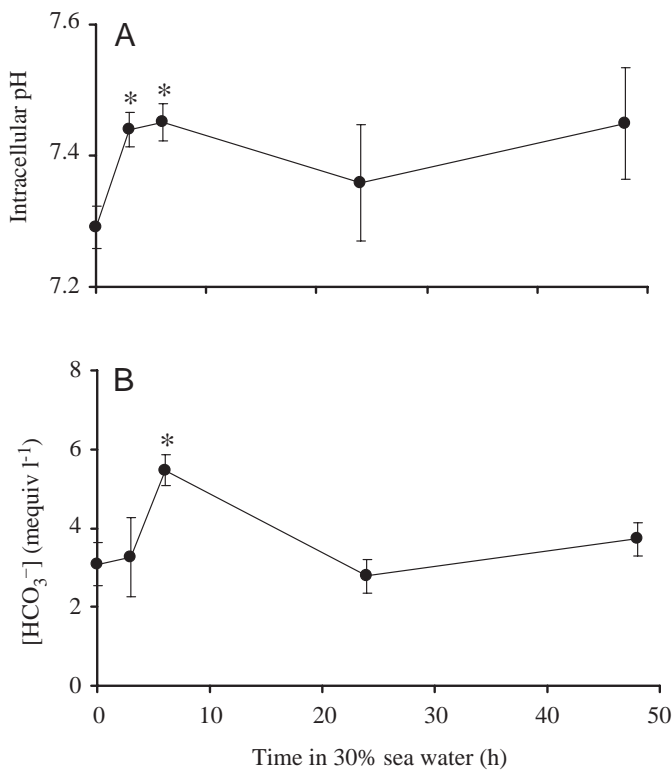 A
7.6
7.4
7.2
Intracellular pH
*
*
B
8
6
4
2
0
[HCO₃⁻] (mequiv l⁻¹)
*
0 10 20 30 40 50
Time in 30% sea water (h)